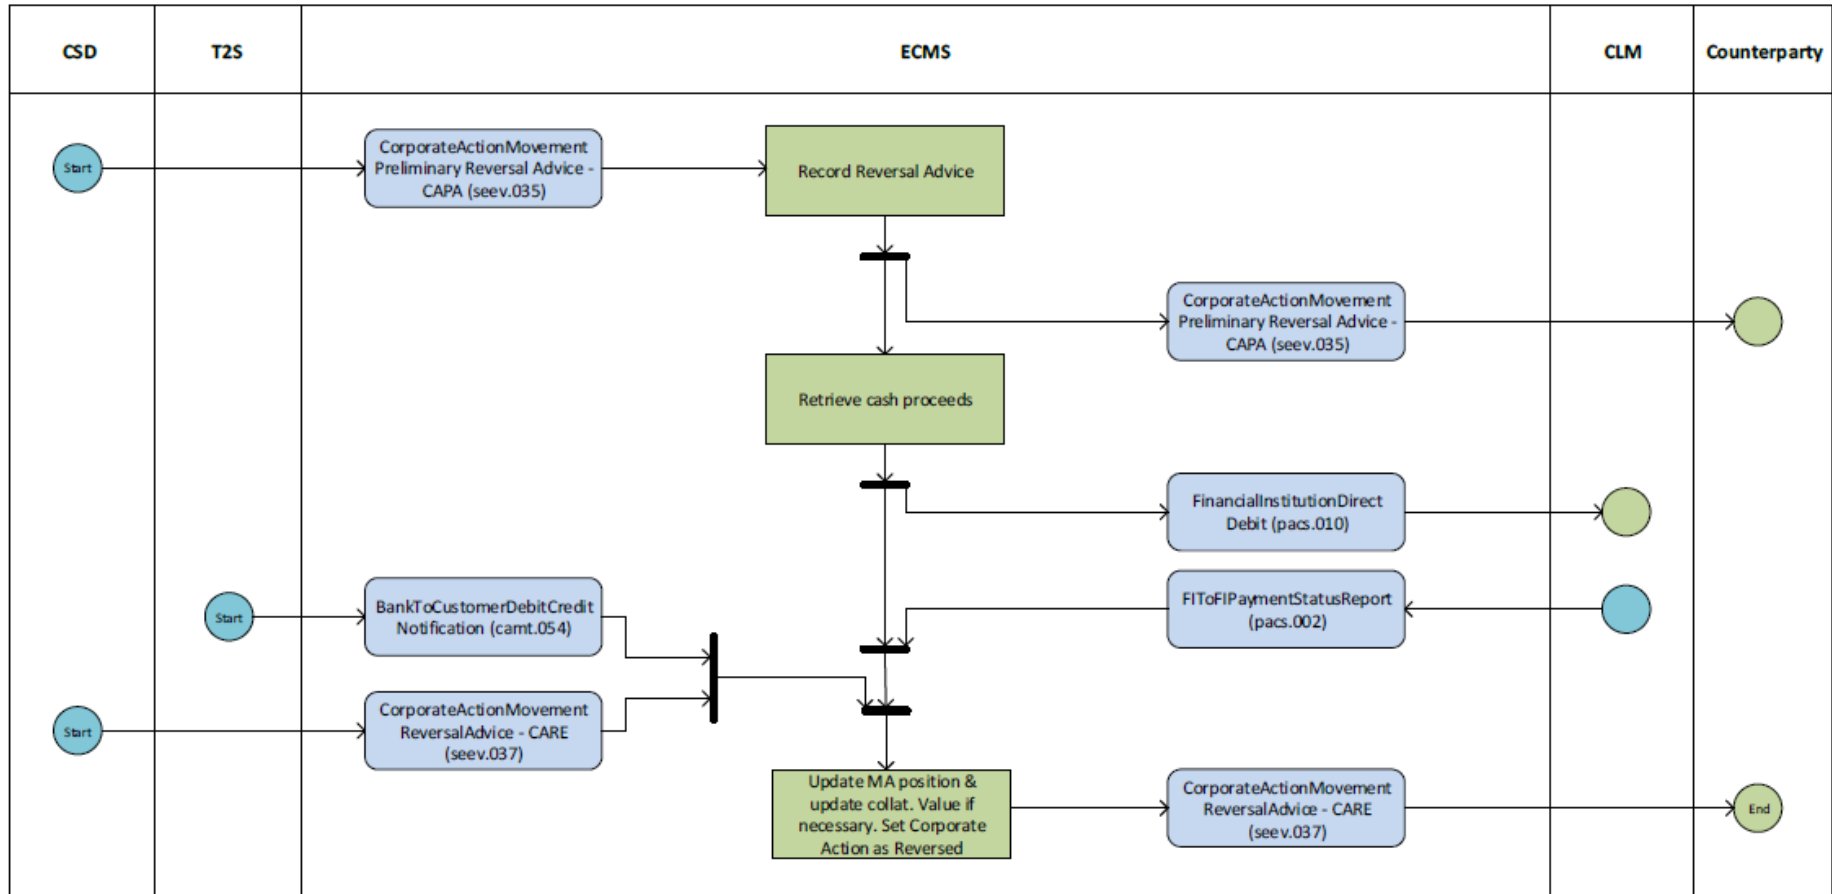 CSD
T2S
ECMS
CLM
Counterparty
Start
CorporateActionMovement
Preliminary Reversal Advice -
CAPA (seev.035)
Record Reversal Advice
CorporateActionMovement
Preliminary Reversal Advice -
CAPA (seev.035)
Retrieve cash proceeds
FinancialInstitutionDirect
Debit (pacs.010)
Start
BankToCustomerDebitCredit
Notification (camt.054)
FIToFIPaymentStatusReport
(pacs.002)
Start
CorporateActionMovement
ReversalAdvice - CARE
(seev.037)
Update MA position &
update collat. Value if
necessary. Set Corporate
Action as Reversed
CorporateActionMovement
ReversalAdvice - CARE
(seev.037)
End